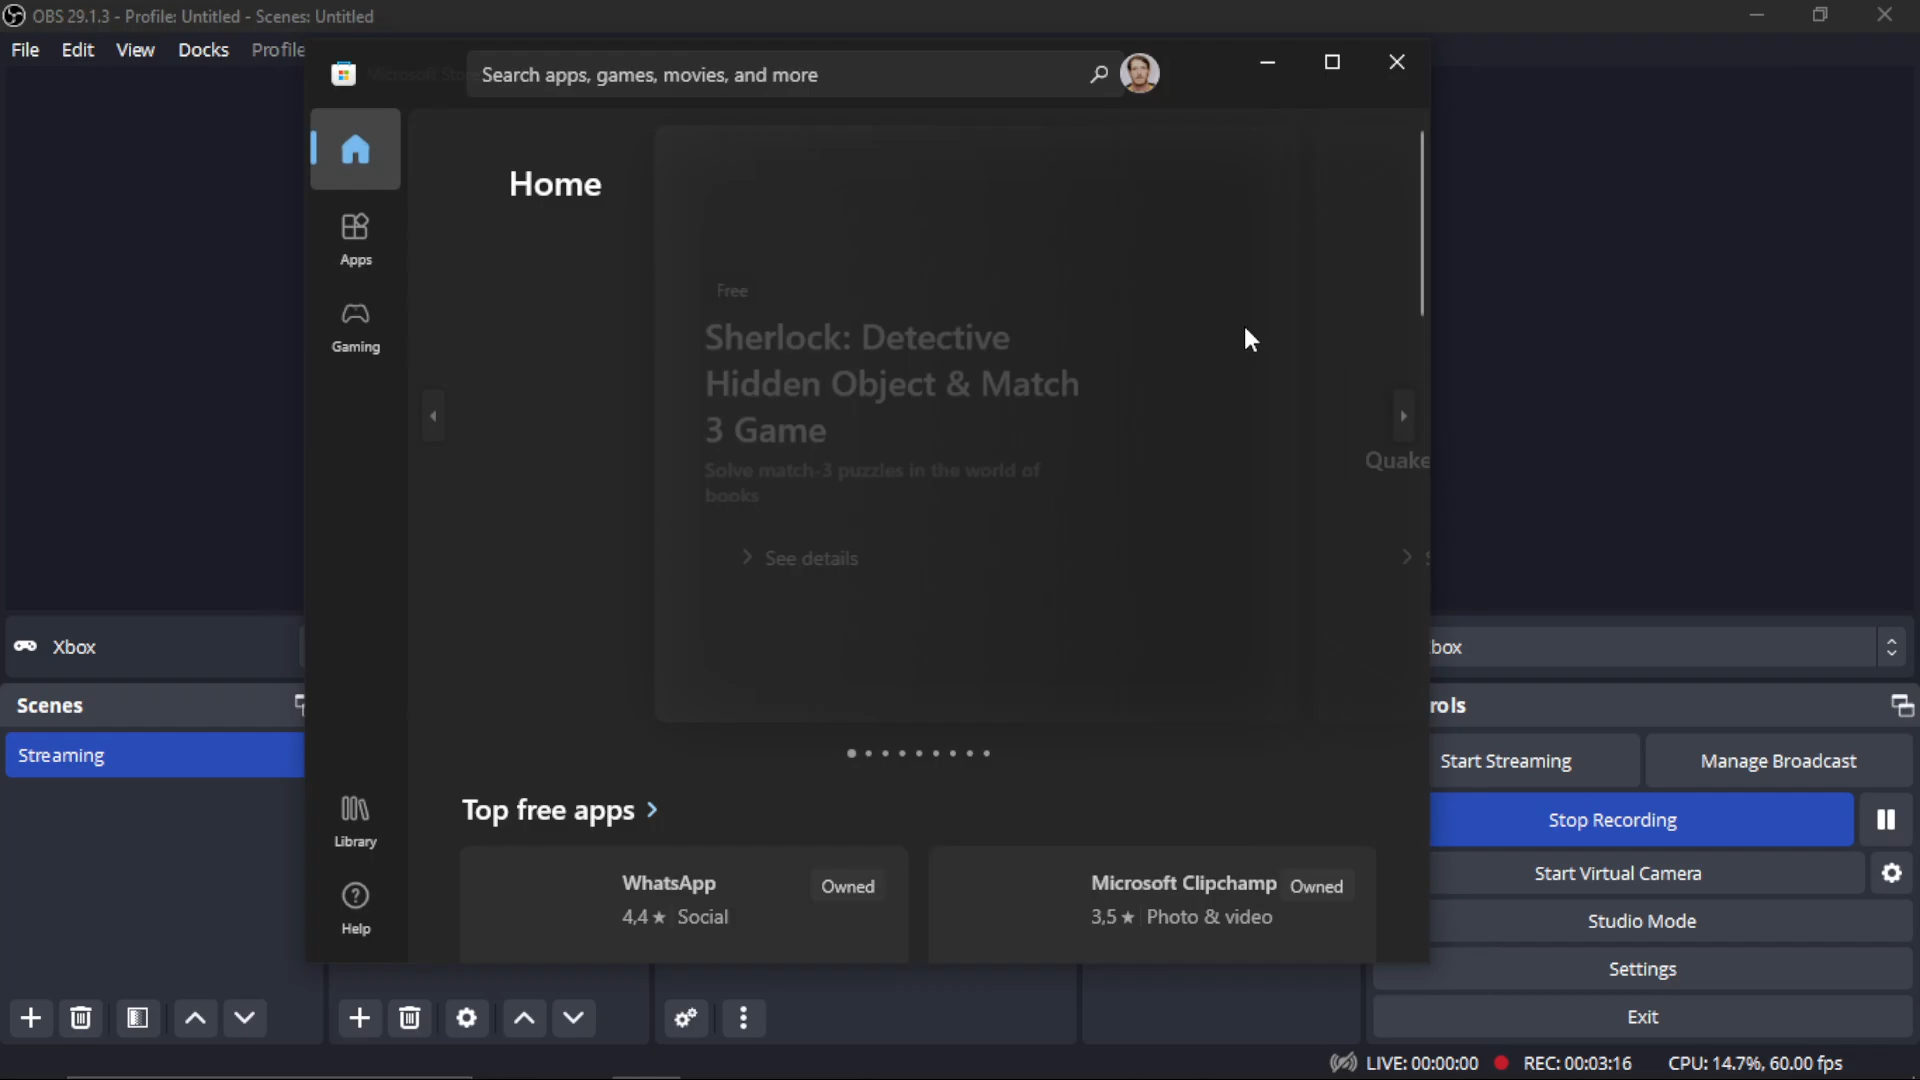 OBS 29.1.3 - Profile: Untitled - Scenes: Untitled
File Edit View Docks Profile
Microsoft Store
Search apps, games, movies, and more
Home
Apps
Gaming
Free
Sherlock: Detective
Hidden Object & Match
3 Game
Solve match-3 puzzles in the world of
books
See details
Quake
Xbox
box
Scenes
rols
Streaming
Start Streaming
Manage Broadcast
Top free apps
Stop Recording
Library
WhatsApp
Owned
4,4★ Social
Microsoft Clipchamp
Owned
3,5★ Photo & video
Start Virtual Camera
Help
Studio Mode
Settings
Exit
LIVE: 00:00:00 REC: 00:03:16 CPU: 14.7%, 60.00 fps